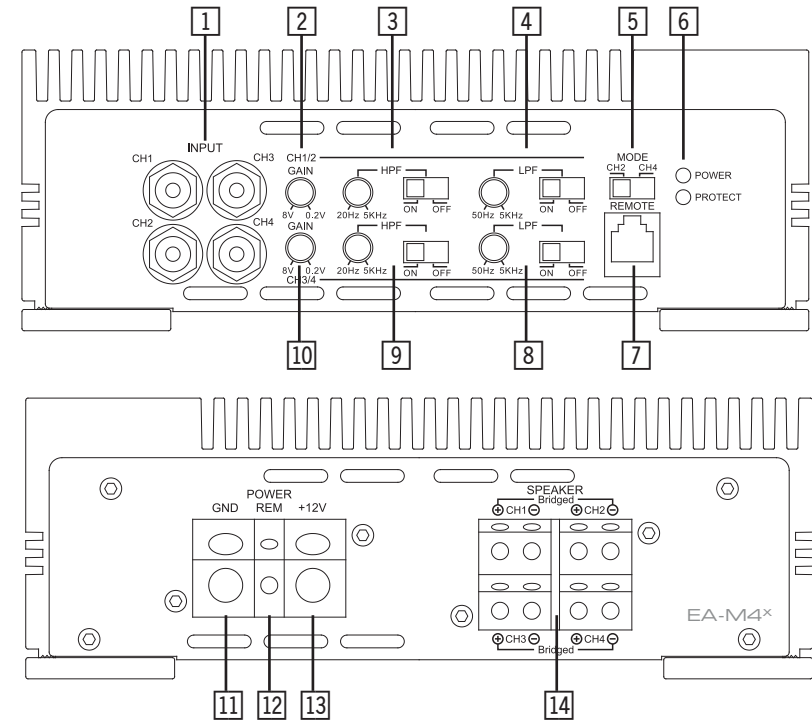 1 2 3 4 5 6
INPUT
CH1 CH3
CH2 CH4
CH1/2
GAIN HPF LPF
8V 0.2V 20Hz 5KHz ON OFF 50Hz 5KHz ON OFF
GAIN HPF LPF
8V 0.2V 20Hz 5KHz ON OFF 50Hz 5KHz ON OFF
CH3/4
MODE
CH2 CH4
REMOTE
POWER
PROTECT
10 9 8 7
POWER
GND REM +12V
SPEAKER
Bridged
+ CH1 - + CH2 -
+ CH3 - + CH4 -
Bridged
EA-M4x
11 12 13 14